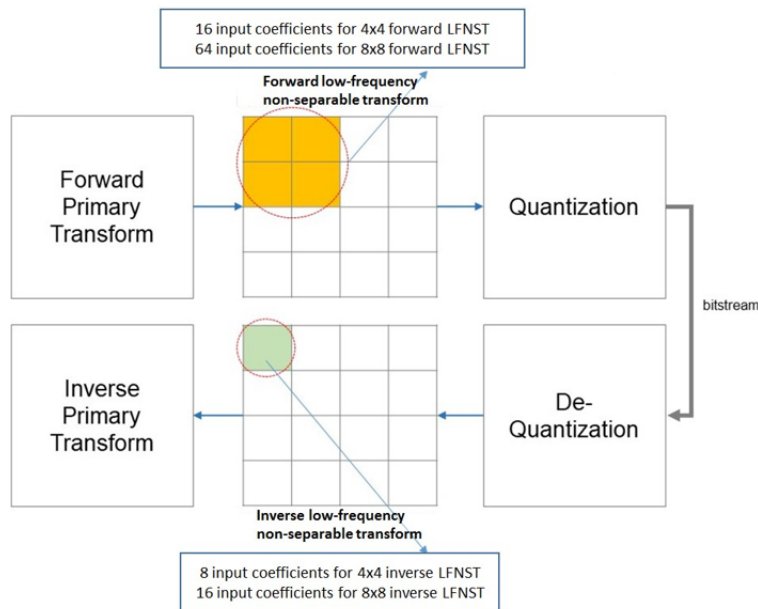 16 input coefficients for 4x4 forward LFNST
64 input coefficients for 8x8 forward LFNST
Forward low-frequency
non-separable transform
Forward
Primary
Transform
Quantization
bitstream
Inverse
Primary
Transform
De-
Quantization
Inverse low-frequency
non-separable transform
8 input coefficients for 4x4 inverse LFNST
16 input coefficients for 8x8 inverse LFNST